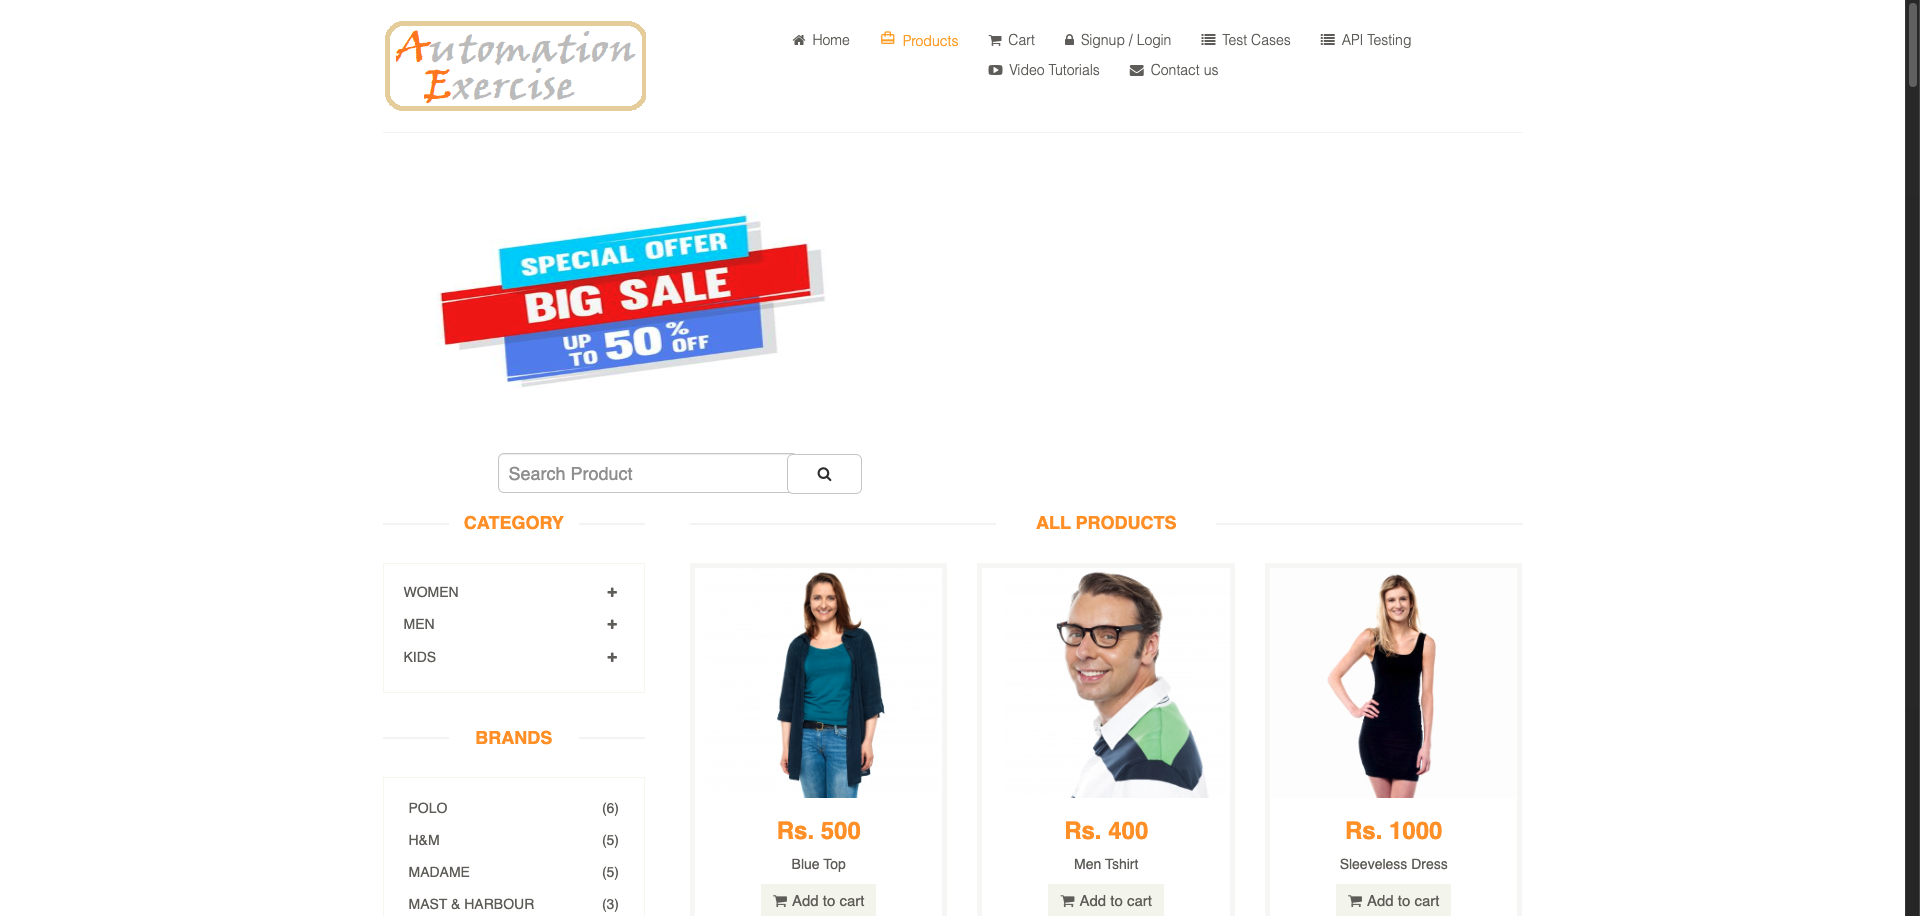 Automation
Exercise
Home
Products
Cart
Signup / Login
Test Cases
API Testing
Video Tutorials
Contact us
SPECIAL OFFER
BIG SALE
UP TO 50% OFF
Search Product
CATEGORY
WOMEN
MEN
KIDS
BRANDS
POLO (6)
H&M (5)
MADAME (5)
MAST & HARBOUR (3)
ALL PRODUCTS
Rs. 500
Blue Top
Add to cart
Rs. 400
Men Tshirt
Add to cart
Rs. 1000
Sleeveless Dress
Add to cart